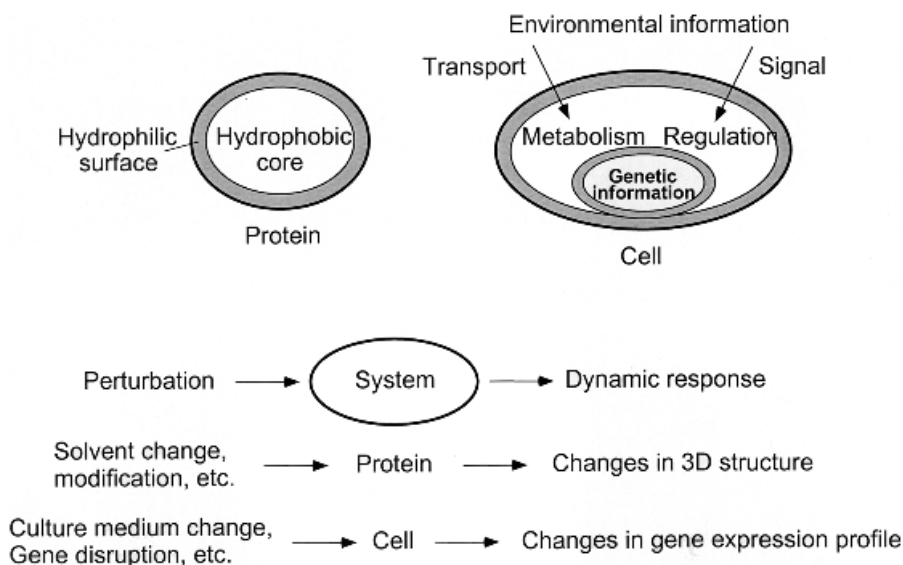 Environmental information
Transport
Signal
Hydrophilic
surface
Hydrophobic
core
Metabolism
Regulation
Genetic
information
Protein
Cell
Perturbation
System
Dynamic response
Solvent change,
modification, etc.
Protein
Changes in 3D structure
Culture medium change,
Gene disruption, etc.
Cell
Changes in gene expression profile